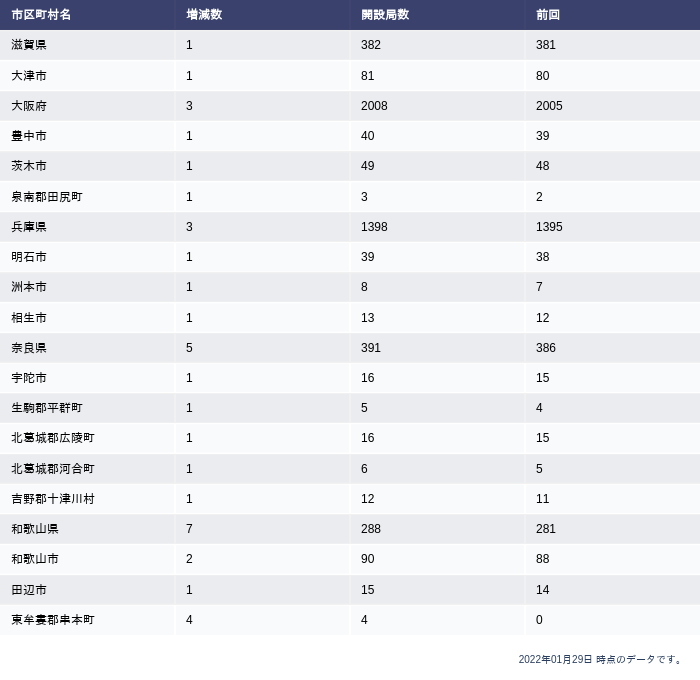 市区町村名 増減数 開設局数 前回
滋賀県 1 382 381
大津市 1 81 80
大阪府 3 2008 2005
豊中市 1 40 39
茨木市 1 49 48
泉南郡田尻町 1 3 2
兵庫県 3 1398 1395
明石市 1 39 38
洲本市 1 8 7
相生市 1 13 12
奈良県 5 391 386
宇陀市 1 16 15
生駒郡平群町 1 5 4
北葛城郡広陵町 1 16 15
北葛城郡河合町 1 6 5
吉野郡十津川村 1 12 11
和歌山県 7 288 281
和歌山市 2 90 88
田辺市 1 15 14
東牟婁郡串本町 4 4 0
2022年01月29日 時点のデータです。